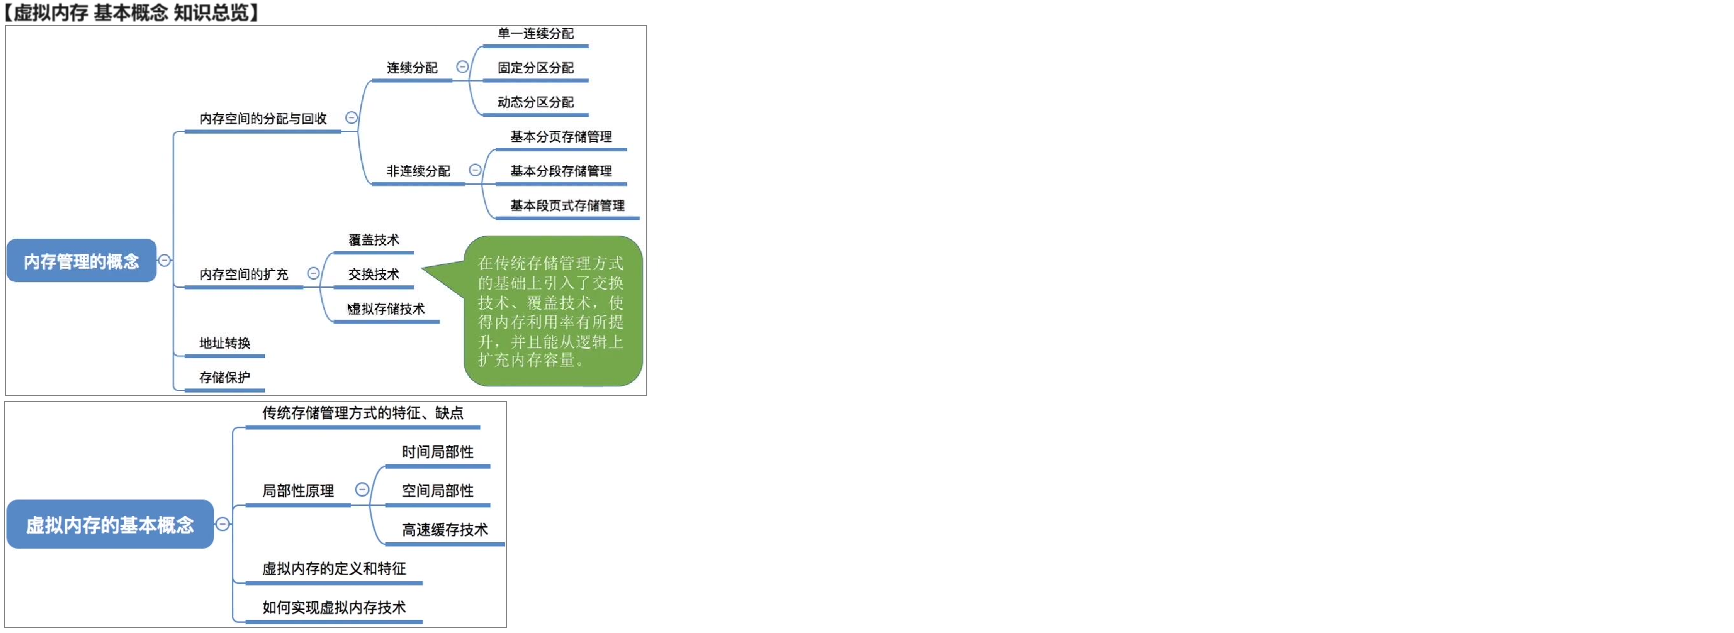 【虚拟内存 基本概念 知识总览】
单一连续分配
连续分配
固定分区分配
动态分区分配
内存空间的分配与回收
基本分页存储管理
非连续分配
基本分段存储管理
基本段页式存储管理
内存管理的概念
覆盖技术
内存空间的扩充
交换技术
虚拟存储技术
在传统存储管理方式
的基础上引入了交换
技术、覆盖技术，使
得内存利用率有所提
升，并且能从逻辑上
扩充内存容量。
地址转换
存储保护
传统存储管理方式的特征、缺点
时间局部性
局部性原理
空间局部性
高速缓存技术
虚拟内存的基本概念
虚拟内存的定义和特征
如何实现虚拟内存技术